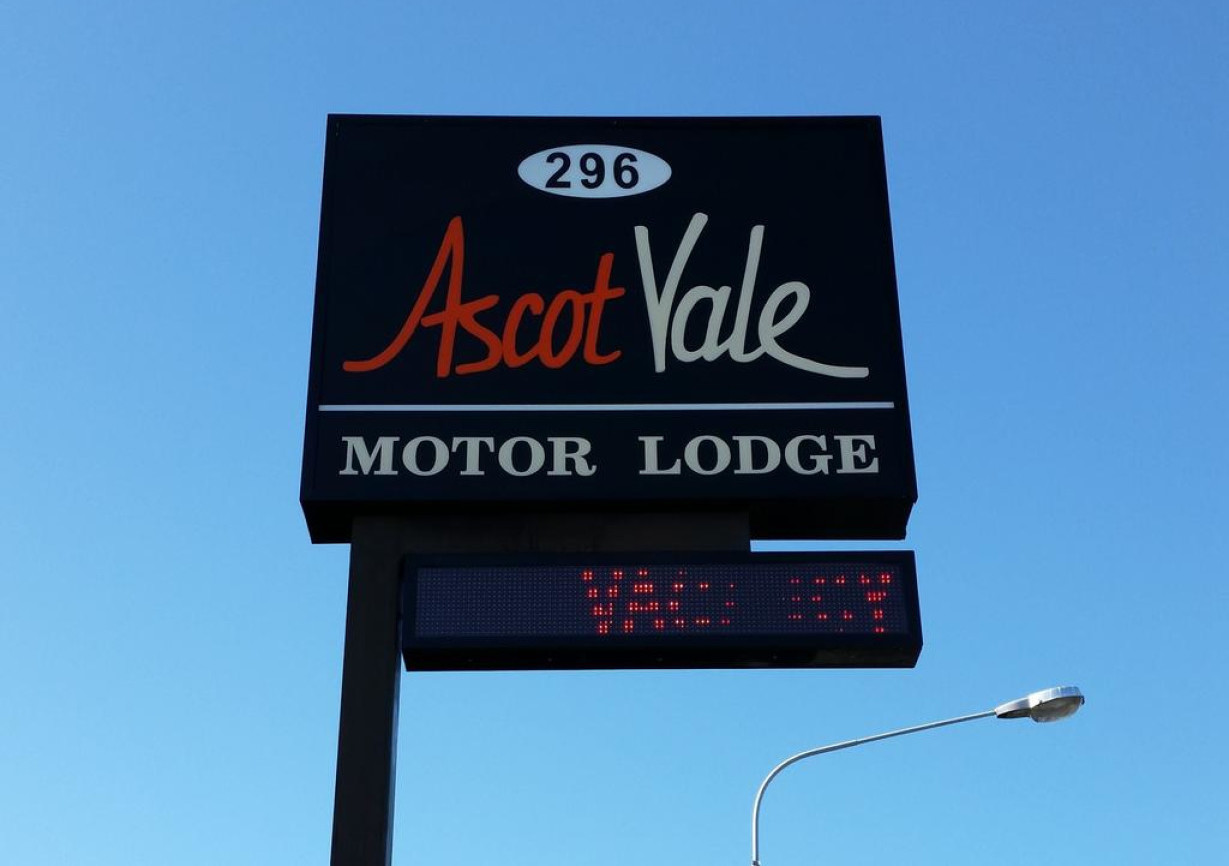 296
Ascot Vale
MOTOR LODGE